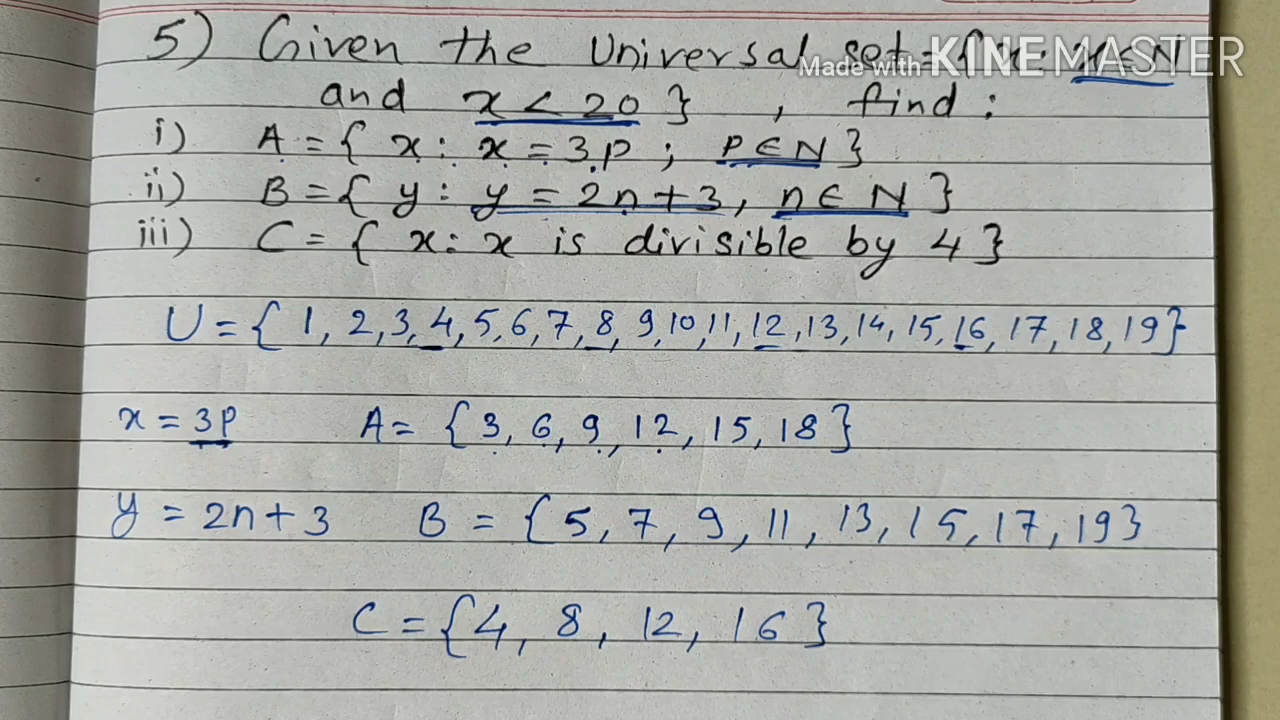 5) Given the Universal set = {x: x∈N
Made with KINEMASTER
and x < 20 } , find :
i) A = { x : x = 3p ; p ∈ N }
ii) B = { y : y = 2n + 3 , n ∈ N }
iii) C = { x : x is divisible by 4 }
U = { 1, 2, 3, 4, 5, 6, 7, 8, 9, 10, 11, 12, 13, 14, 15, 16, 17, 18, 19 }
x = 3p A = { 3, 6, 9, 12, 15, 18 }
y = 2n + 3 B = { 5, 7, 9, 11, 13, 15, 17, 19 }
C = { 4, 8, 12, 16 }